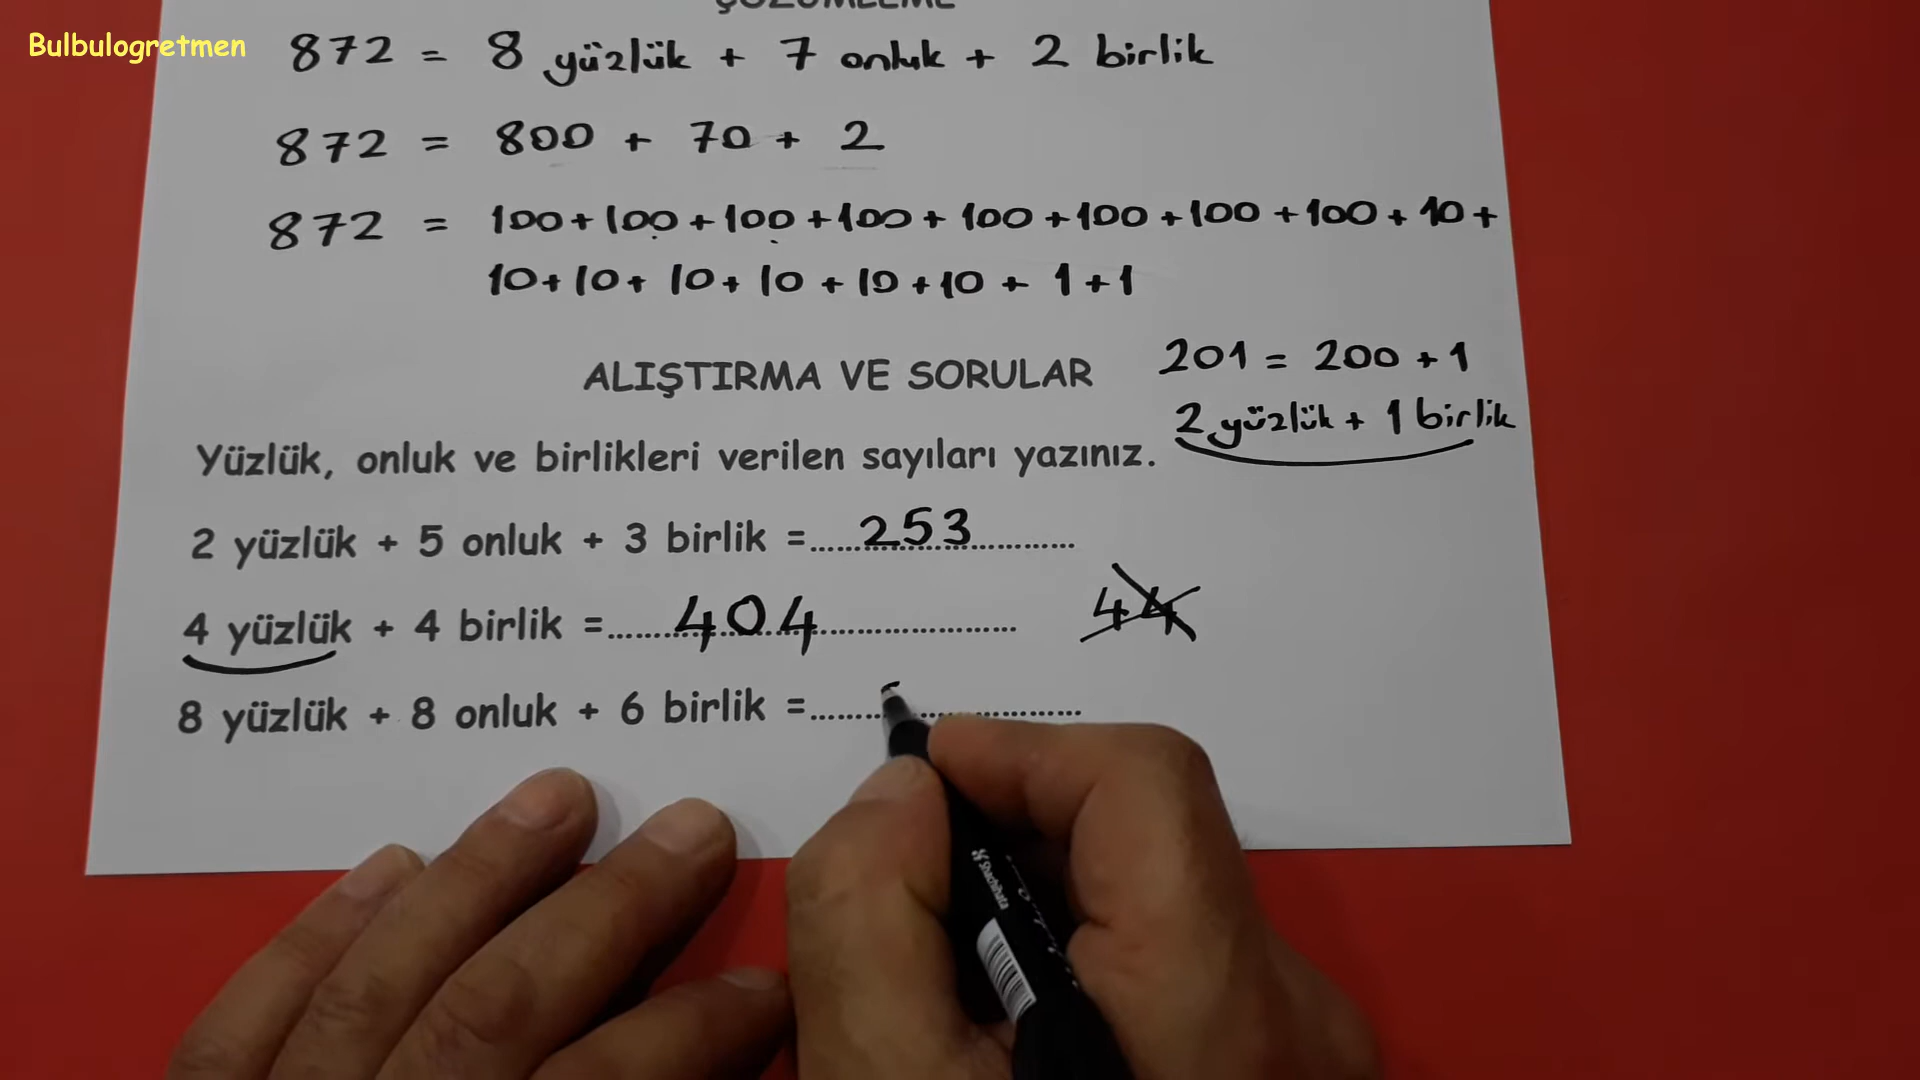 Bulbulogretmen
ÇÖZÜMLEME
872 = 8 yüzlük + 7 onluk + 2 birlik
872 = 800 + 70 + 2
872 = 100+100+100+100+100+100+100+100+10+
10+10+10+10+10+10+1+1
ALIŞTIRMA VE SORULAR
201 = 200+1
2 yüzlük + 1 birlik
Yüzlük, onluk ve birlikleri verilen sayıları yazınız.
2 yüzlük + 5 onluk + 3 birlik =......253..........
4 yüzlük + 4 birlik =......404....................
44
8 yüzlük + 8 onluk + 6 birlik =..........................
Shachihata